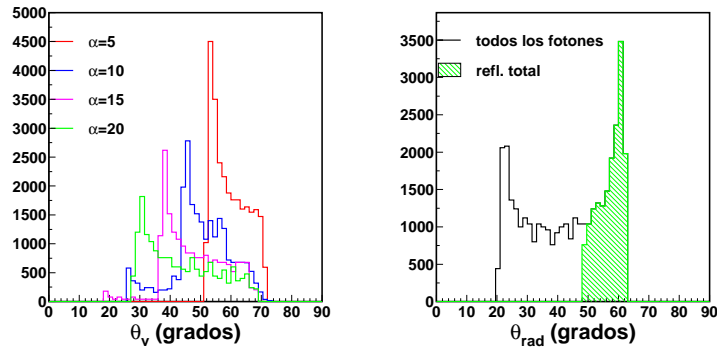 5000
4500
4000
3500
3000
2500
2000
1500
1000
500
0
α=5
α=10
α=15
α=20
0 10 20 30 40 50 60 70 80 90
θv (grados)
3500
3000
2500
2000
1500
1000
500
0
todos los fotones
refl. total
0 10 20 30 40 50 60 70 80 90
θrad (grados)